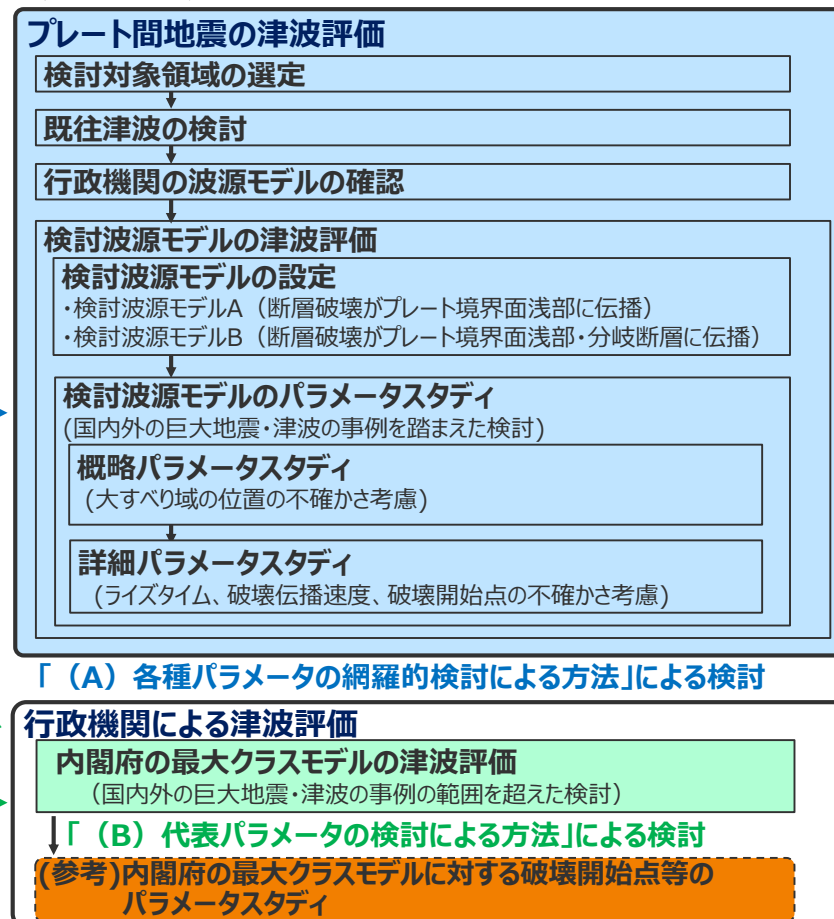 プレート間地震の津波評価
検討対象領域の選定
既往津波の検討
行政機関の波源モデルの確認
検討波源モデルの津波評価
検討波源モデルの設定
・検討波源モデルA（断層破壊がプレート境界面浅部に伝播）
・検討波源モデルB（断層破壊がプレート境界面浅部・分岐断層に伝播）
検討波源モデルのパラメータスタディ
(国内外の巨大地震・津波の事例を踏まえた検討)
概略パラメータスタディ
(大すべり域の位置の不確かさ考慮)
詳細パラメータスタディ
(ライズタイム、破壊伝播速度、破壊開始点の不確かさ考慮)
「（A）各種パラメータの網羅的検討による方法」による検討
行政機関による津波評価
内閣府の最大クラスモデルの津波評価
（国内外の巨大地震・津波の事例の範囲を超えた検討）
「（B）代表パラメータの検討による方法」による検討
(参考)内閣府の最大クラスモデルに対する破壊開始点等の
パラメータスタディ